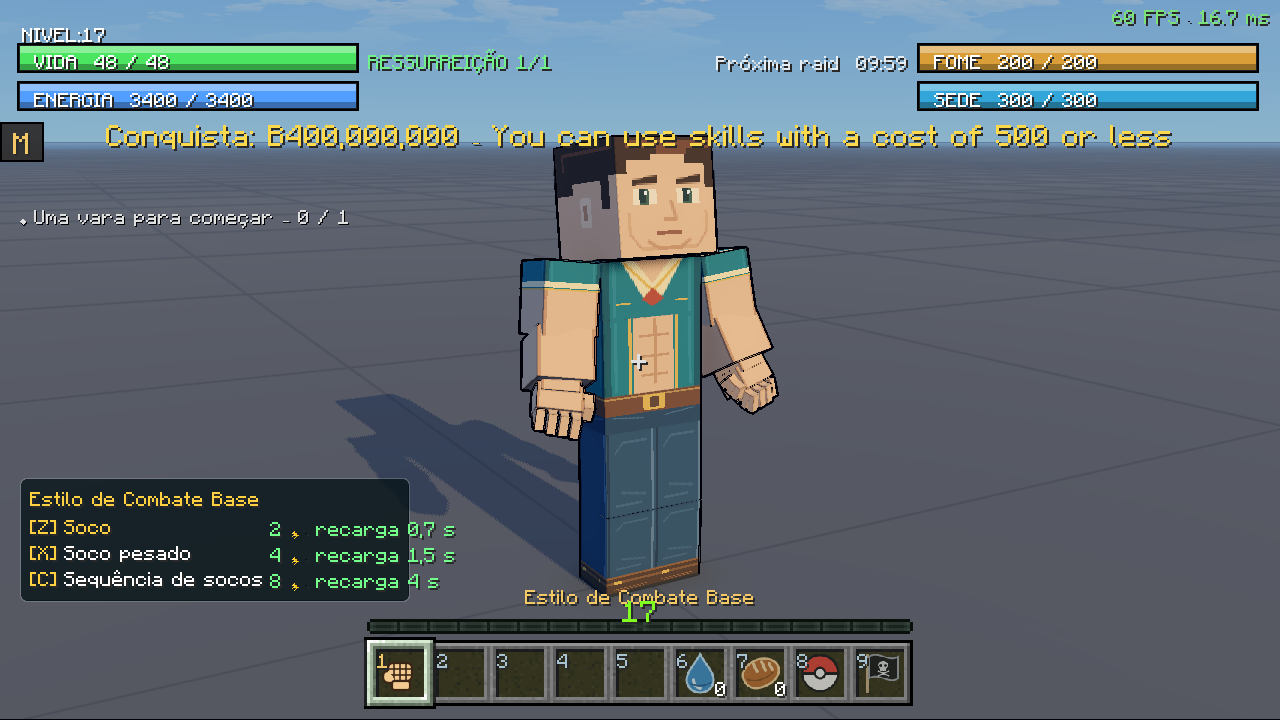 60 FPS · 16.7 ms
NIVEL:17
VIDA 48 / 48
RESSURREIÇÃO 1/1
Próxima raid 09:59
FOME 200 / 200
ENERGIA 3400 / 3400
SEDE 300 / 300
M
Conquista: B400,000,000 - You can use skills with a cost of 500 or less
Uma vara para começar - 0 / 1
Estilo de Combate Base
[Z] Soco 2 recarga 0,7 s
[X] Soco pesado 4 recarga 1,5 s
[C] Sequência de socos 8 recarga 4 s
Estilo de Combate Base
17
1 2 3 4 5 6 7 8 9
0 0